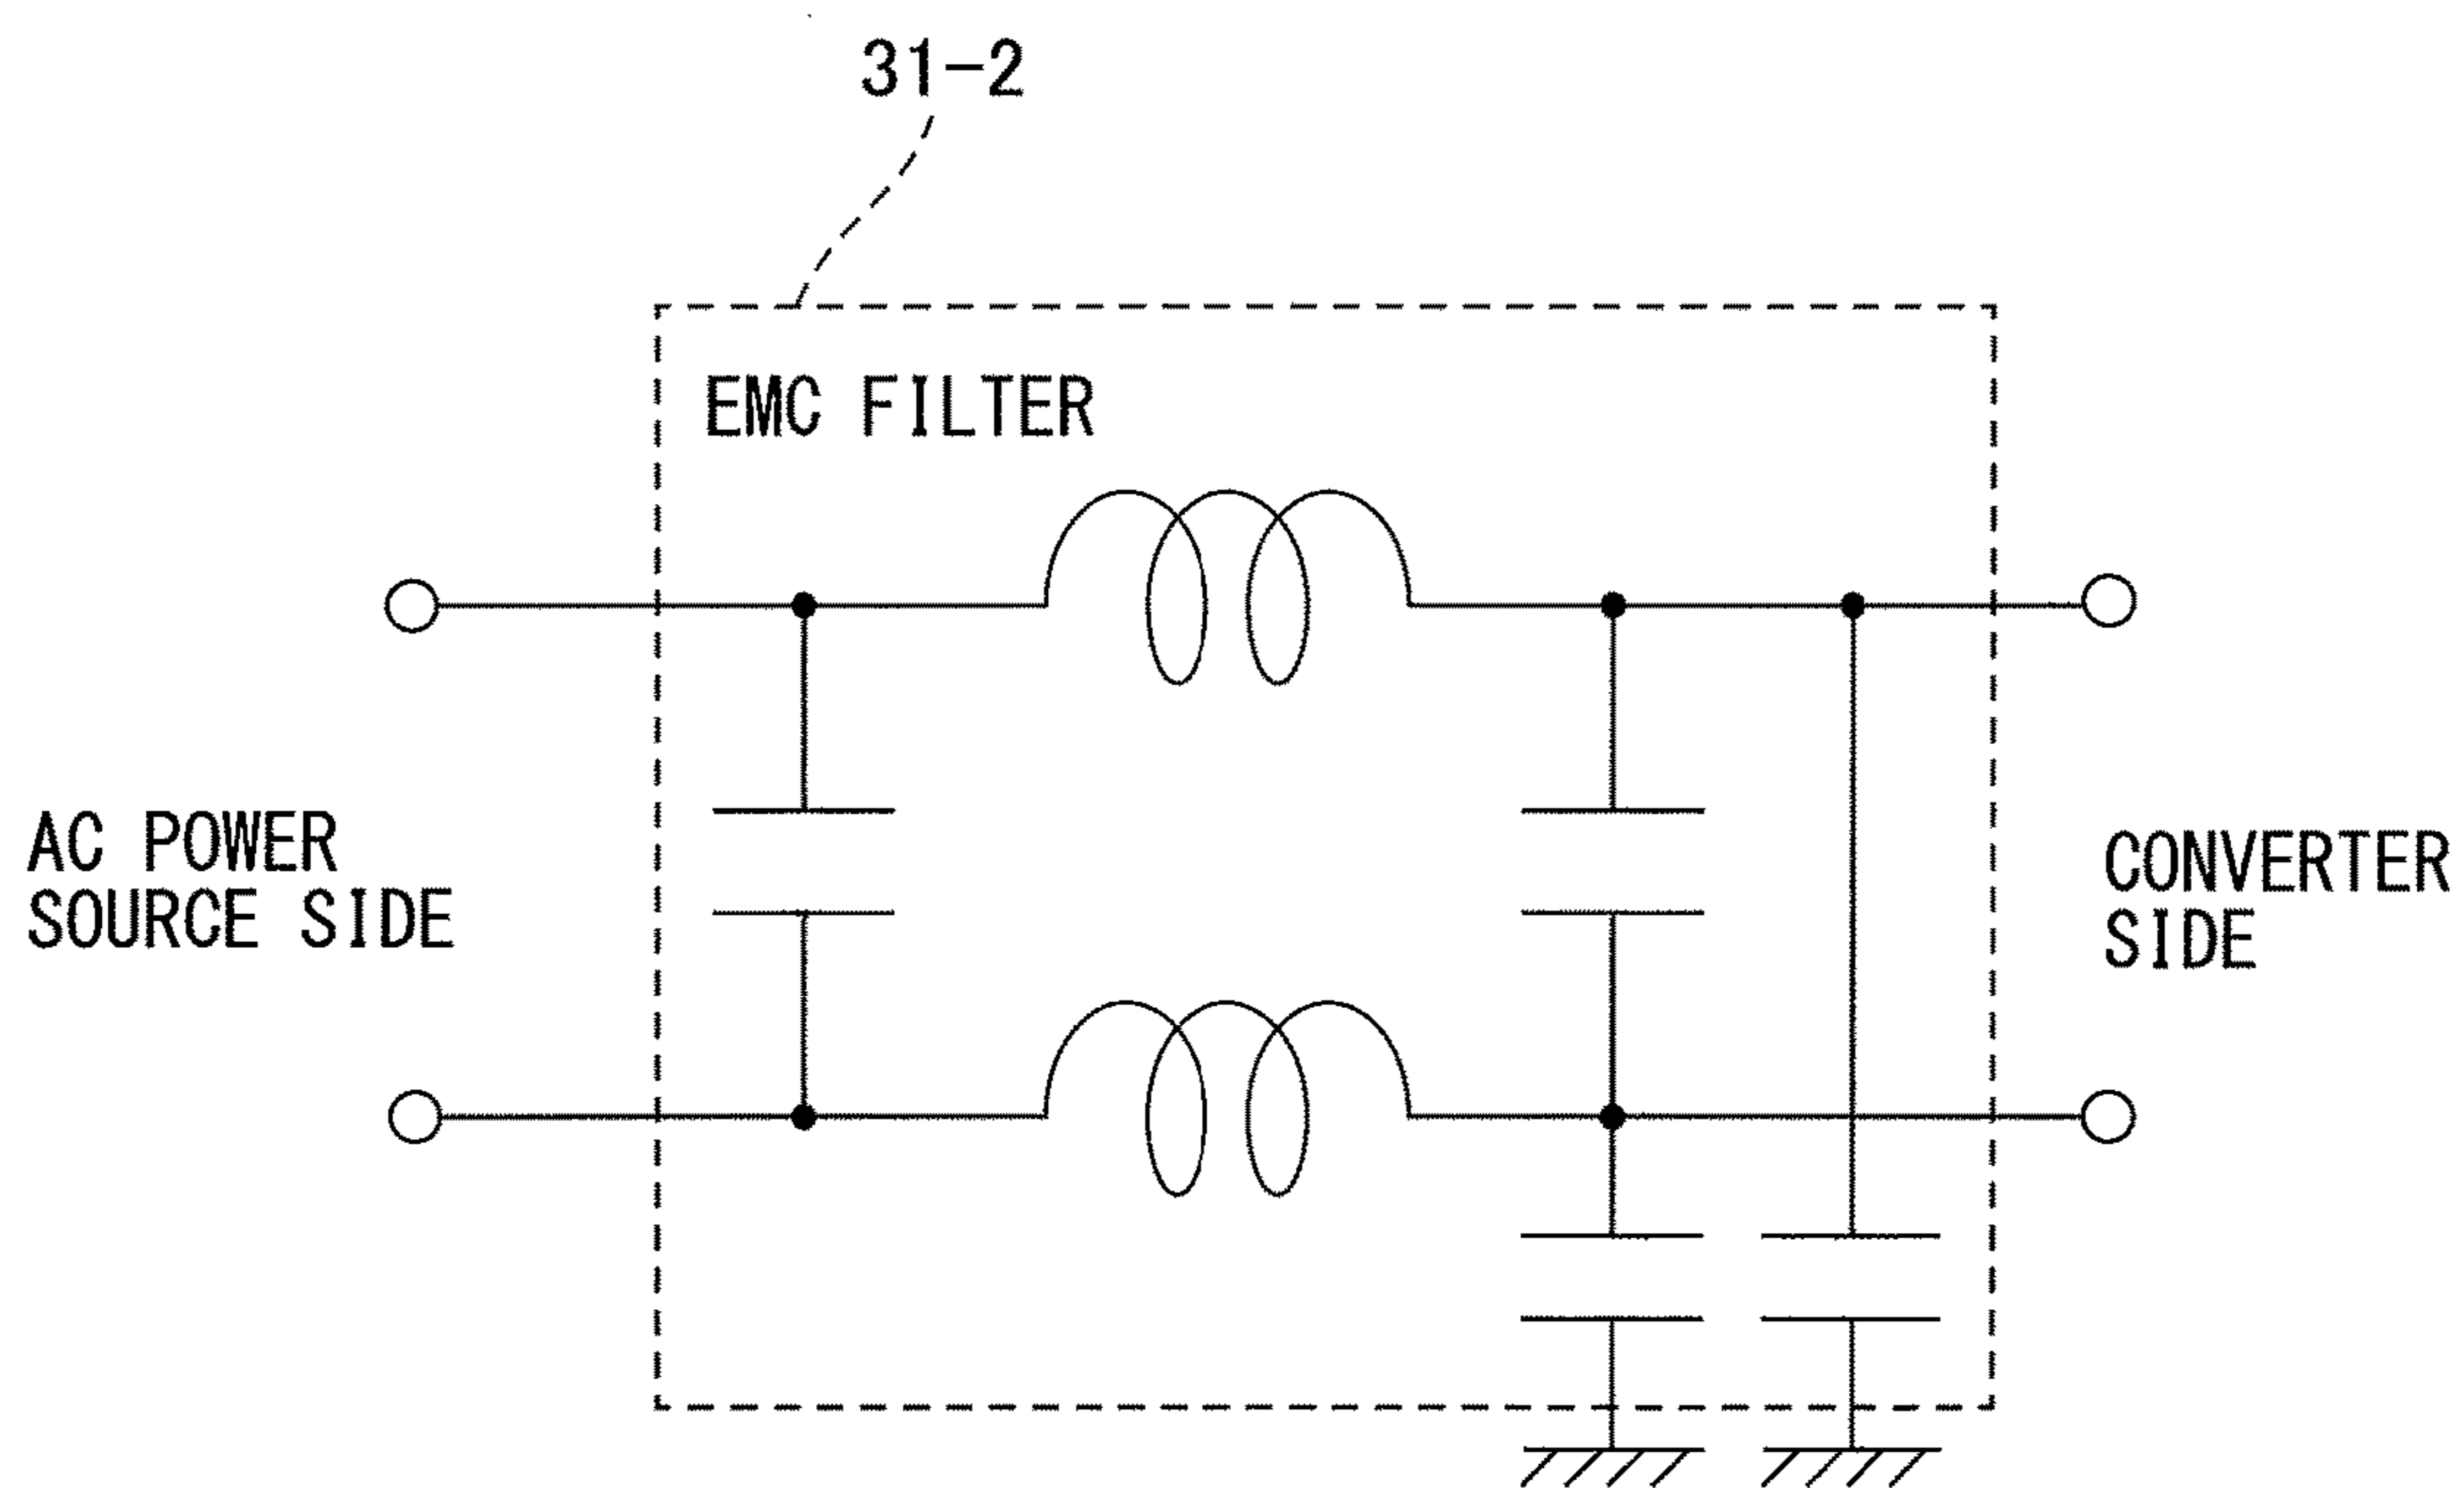 31-2
EMC FILTER
AC POWER
SOURCE SIDE
CONVERTER
SIDE